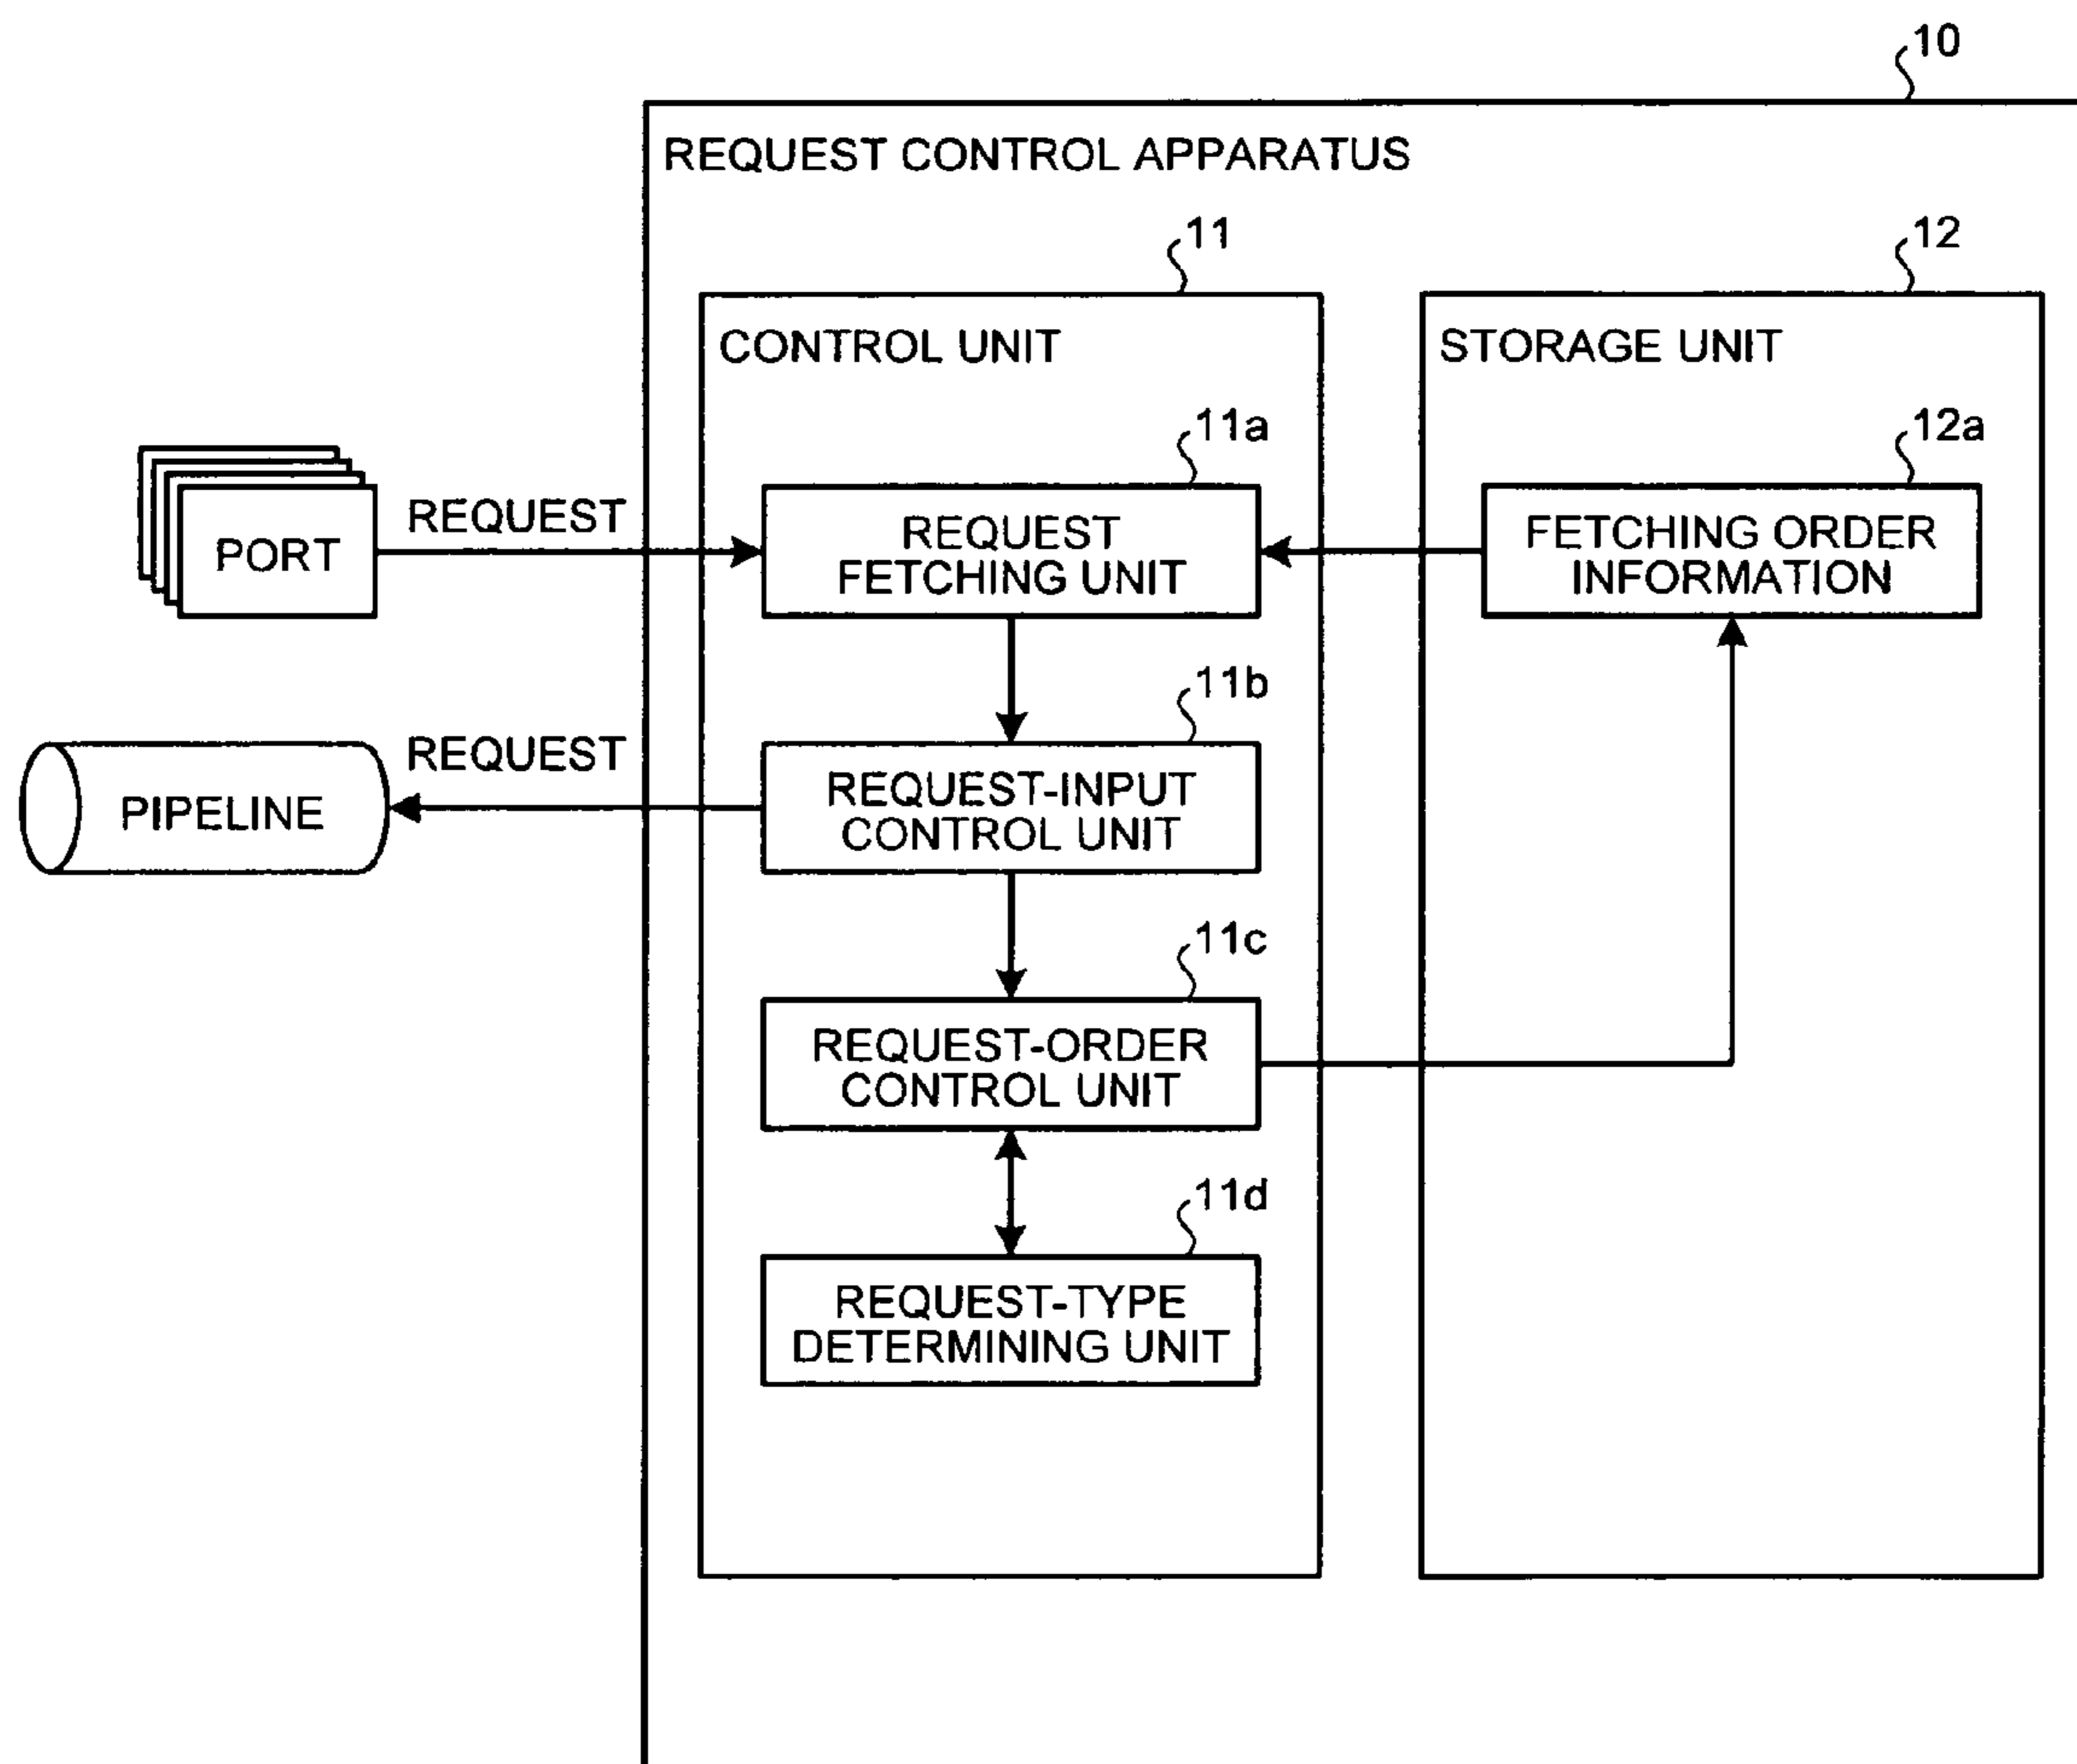 10
REQUEST CONTROL APPARATUS
11
12
CONTROL UNIT
STORAGE UNIT
11a
12a
PORT
REQUEST
REQUEST
FETCHING UNIT
FETCHING ORDER
INFORMATION
11b
PIPELINE
REQUEST
REQUEST-INPUT
CONTROL UNIT
11c
REQUEST-ORDER
CONTROL UNIT
11d
REQUEST-TYPE
DETERMINING UNIT